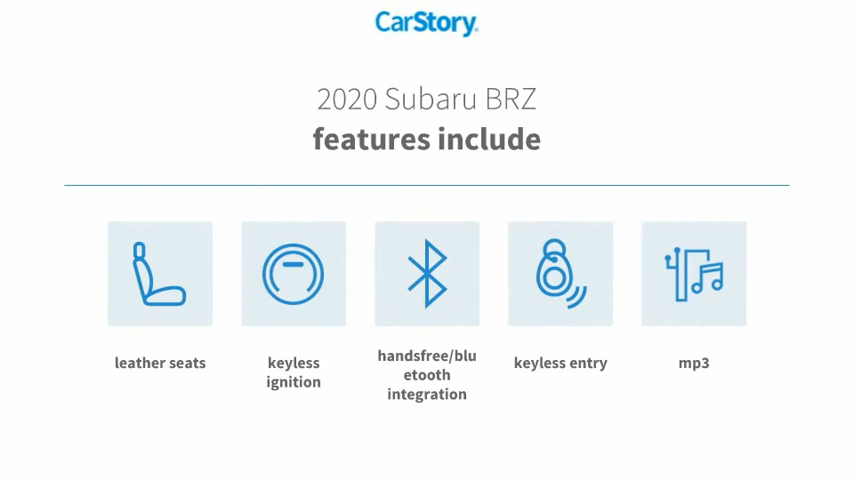 CarStory.
2020 Subaru BRZ
features include
leather seats
keyless
ignition
handsfree/blu
etooth
integration
keyless entry
mp3